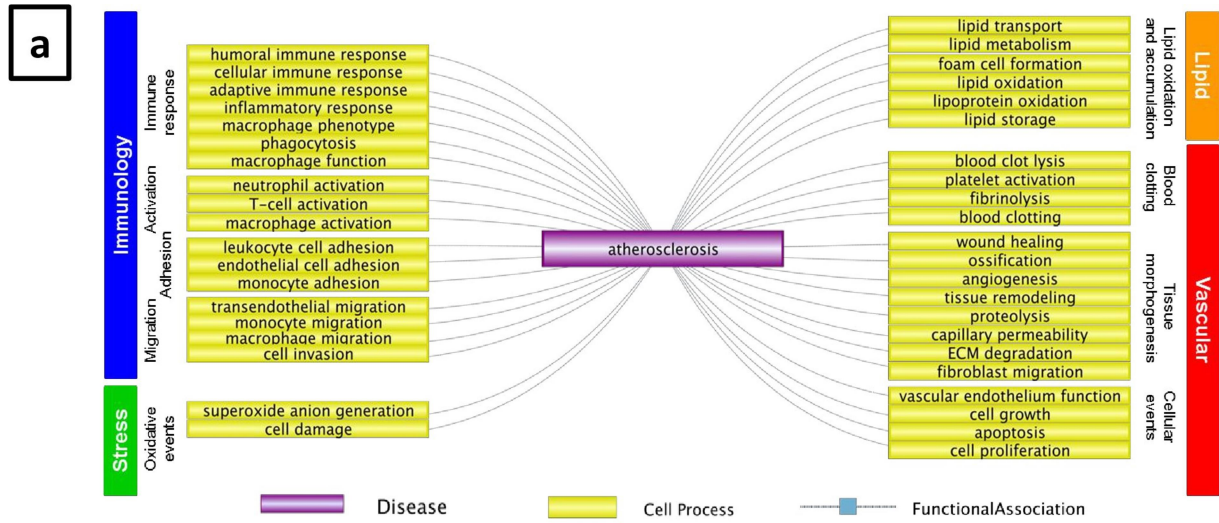 a
Immunology
Immune
response
humoral immune response
cellular immune response
adaptive immune response
inflammatory response
macrophage phenotype
phagocytosis
macrophage function
Activation
neutrophil activation
T-cell activation
macrophage activation
Adhesion
leukocyte cell adhesion
endothelial cell adhesion
monocyte adhesion
Migration
transendothelial migration
monocyte migration
macrophage migration
cell invasion
Stress
Oxidative
events
superoxide anion generation
cell damage
atherosclerosis
lipid transport
lipid metabolism
foam cell formation
lipid oxidation
lipoprotein oxidation
lipid storage
Lipid oxidation
and accumulation
Lipid
blood clot lysis
platelet activation
fibrinolysis
blood clotting
Blood
clotting
wound healing
ossification
angiogenesis
tissue remodeling
proteolysis
capillary permeability
ECM degradation
fibroblast migration
Tissue
morphogenesis
Vascular
vascular endothelium function
cell growth
apoptosis
cell proliferation
Cellular
events
Disease
Cell Process
FunctionalAssociation